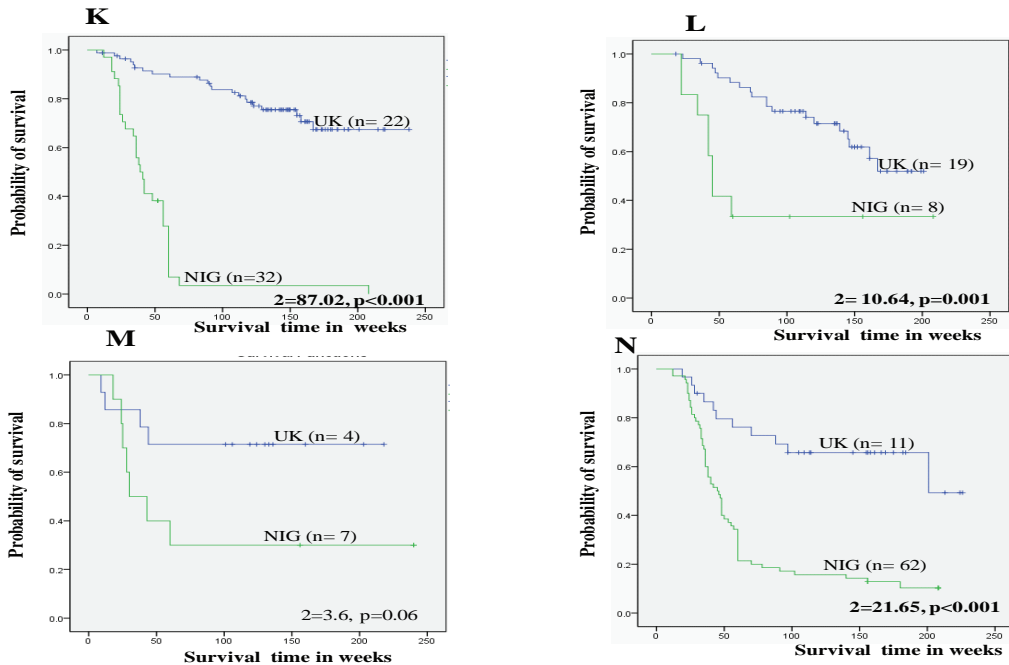 K
Probability of survival
1.0
0.8
0.6
0.4
0.2
0.0
UK (n= 22)
NIG (n=32)
2=87.02, p<0.001
0 50 100 150 200 250
Survival time in weeks
L
Probability of survival
1.0
0.8
0.6
0.4
0.2
0.0
UK (n= 19)
NIG (n= 8)
2= 10.64, p=0.001
0 50 100 150 200 250
Survival time in weeks
M
Probability of survival
1.0
0.8
0.6
0.4
0.2
0.0
UK (n= 4)
NIG (n= 7)
2=3.6, p=0.06
0 50 100 150 200 250
Survival time in weeks
N
Probability of survival
1.0
0.8
0.6
0.4
0.2
0.0
UK (n= 11)
NIG (n= 62)
2=21.65, p<0.001
0 50 100 150 200 250
Survival time in weeks